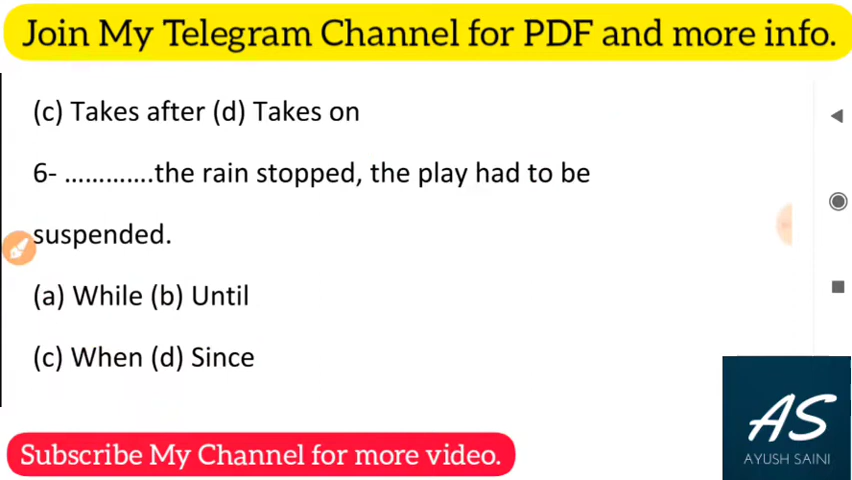 Join My Telegram Channel for PDF and more info.
(c) Takes after (d) Takes on
6- .............the rain stopped, the play had to be
suspended.
(a) While (b) Until
(c) When (d) Since
AS
AYUSH SAINI
Subscribe My Channel for more video.